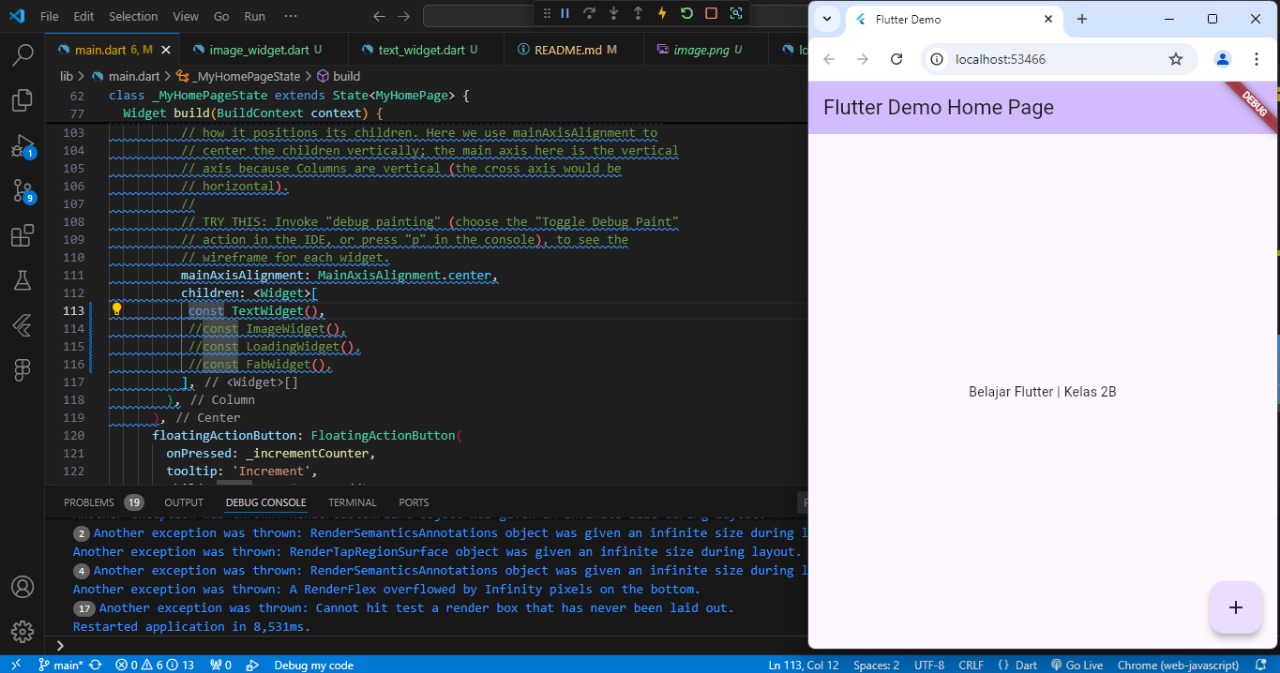 File Edit Selection View Go Run ···
main.dart 6, M
image_widget.dart U
text_widget.dart U
README.md M
image.png U
lib > main.dart > _MyHomePageState > build
62 class _MyHomePageState extends State<MyHomePage> {
77 Widget build(BuildContext context) {
103 // how it positions its children. Here we use mainAxisAlignment to
104 // center the children vertically; the main axis here is the vertical
105 // axis because Columns are vertical (the cross axis would be
106 // horizontal).
107 //
108 // TRY THIS: Invoke "debug painting" (choose the "Toggle Debug Paint"
109 // action in the IDE, or press "p" in the console), to see the
110 // wireframe for each widget.
111 mainAxisAlignment: MainAxisAlignment.center,
112 children: <Widget>[
113 const TextWidget(),
114 //const ImageWidget(),
115 //const LoadingWidget(),
116 //const FabWidget(),
117 ], // <Widget>[]
118 ), // Column
119 ), // Center
120 floatingActionButton: FloatingActionButton(
121 onPressed: _incrementCounter,
122 tooltip: 'Increment',
PROBLEMS 19 OUTPUT DEBUG CONSOLE TERMINAL PORTS
2 Another exception was thrown: RenderSemanticsAnnotations object was given an infinite size during l
Another exception was thrown: RenderTapRegionSurface object was given an infinite size during layout.
4 Another exception was thrown: RenderSemanticsAnnotations object was given an infinite size during l
Another exception was thrown: A RenderFlex overflowed by Infinity pixels on the bottom.
17 Another exception was thrown: Cannot hit test a render box that has never been laid out.
Restarted application in 8,531ms.
>
1
9
main* 0 6 13 0 Debug my code
Ln 113, Col 12 Spaces: 2 UTF-8 CRLF {} Dart Go Live Chrome (web-javascript)
Flutter Demo
localhost:53466
Flutter Demo Home Page
DEBUG
Belajar Flutter | Kelas 2B
+